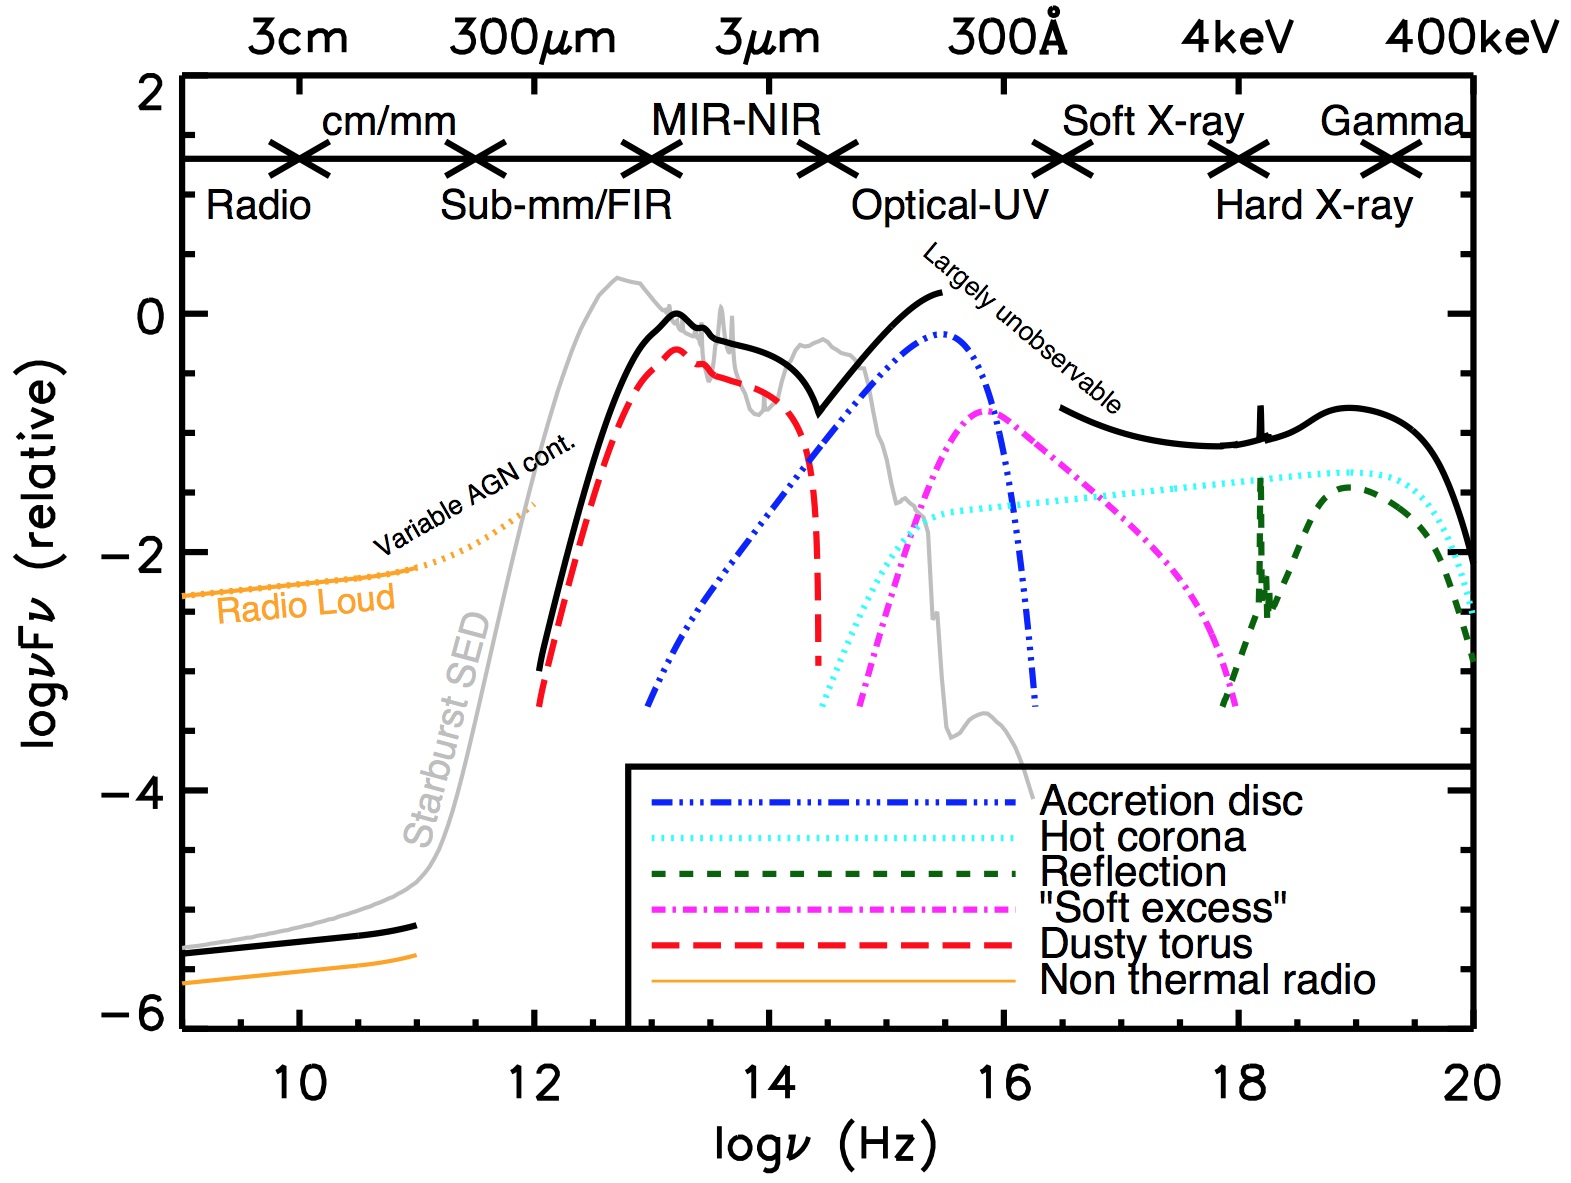 3cm 300μm 3μm 300Å 4keV 400keV
cm/mm MIR-NIR Soft X-ray Gamma
Radio Sub-mm/FIR Optical-UV Hard X-ray
Largely unobservable
Variable AGN cont.
Radio Loud
Starburst SED
Accretion disc
Hot corona
Reflection
"Soft excess"
Dusty torus
Non thermal radio
2
0
−2
−4
−6
logνFν (relative)
10 12 14 16 18 20
logν (Hz)